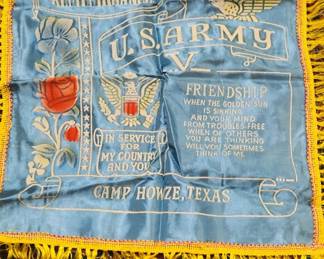 U.S. ARMY
V
FRIENDSHIP
WHEN THE GOLDEN SUN
IS SINKING
AND YOUR MIND
FROM TROUBLES FREE
WHEN OF OTHERS
YOU ARE THINKING
WILL YOU SOMETIMES
THINK OF ME
IN SERVICE
FOR
MY COUNTRY
AND YOU
CAMP HOWZE, TEXAS